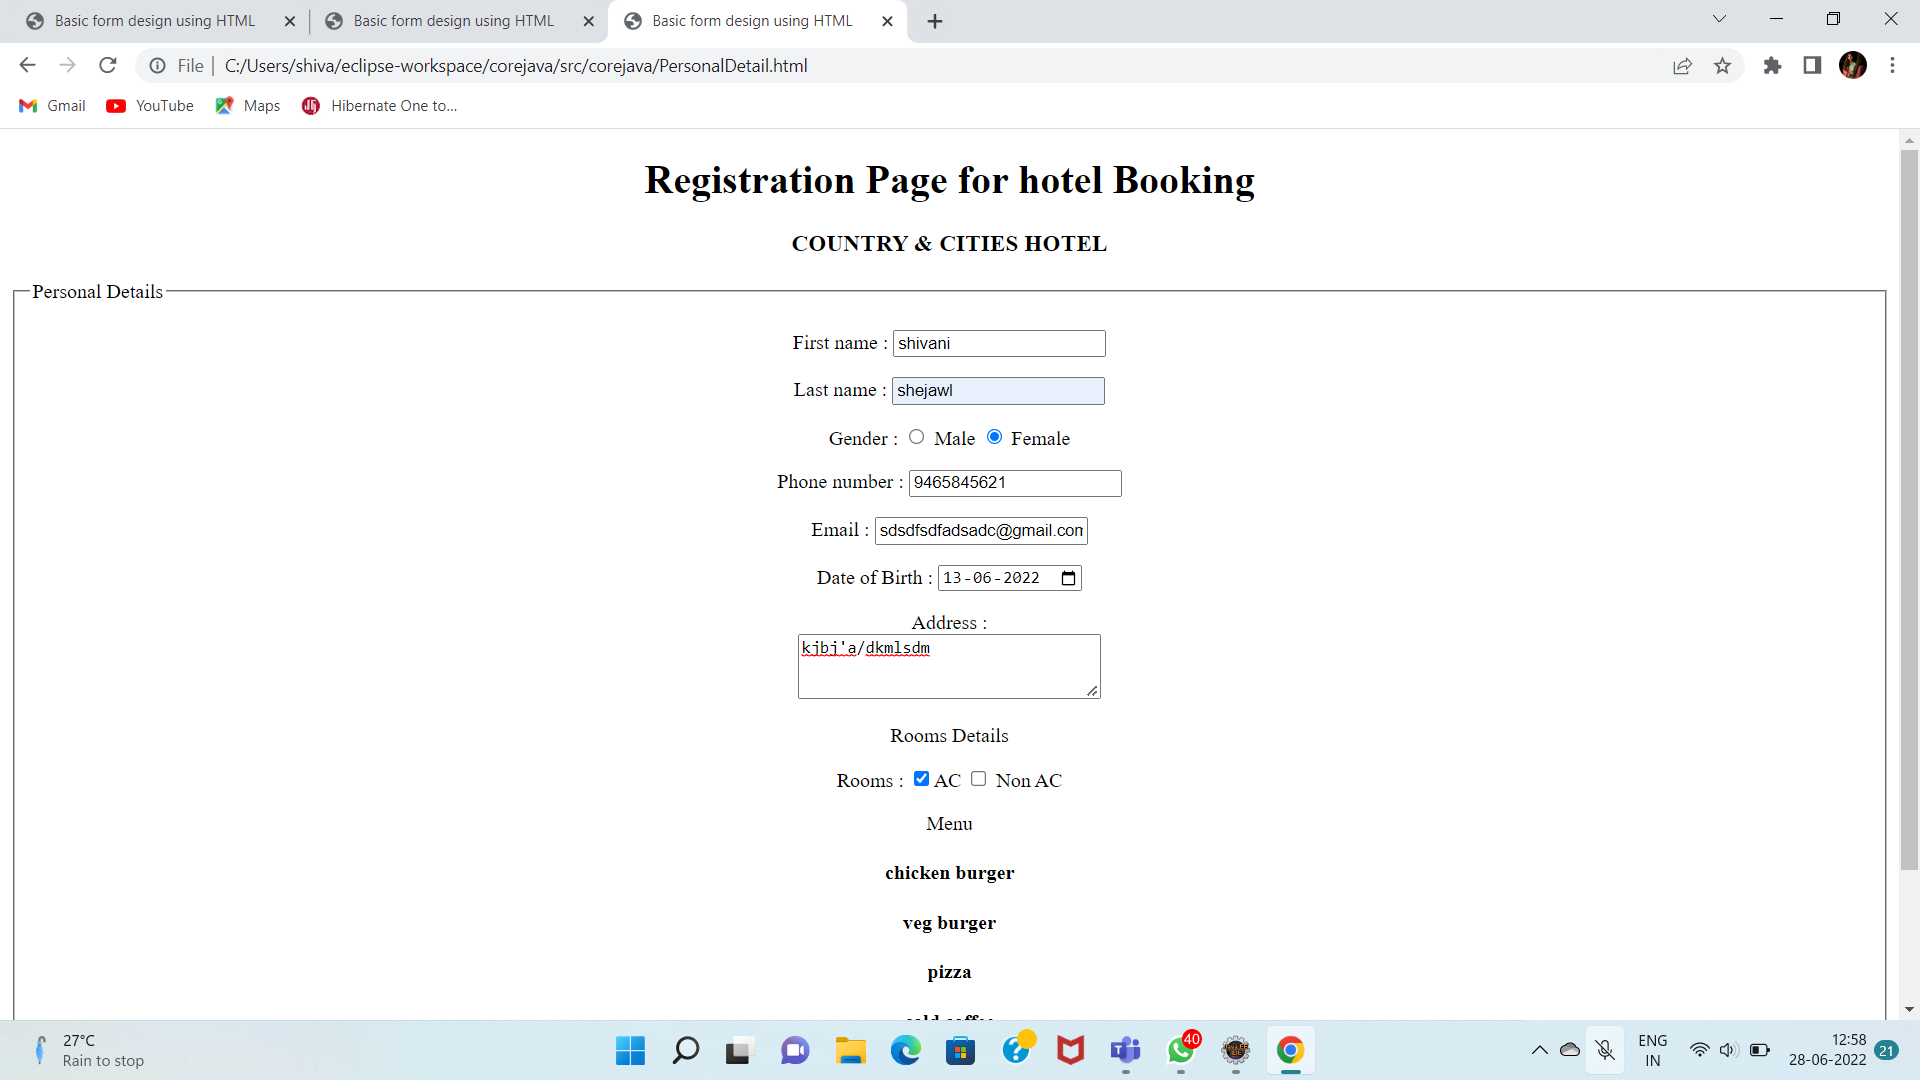 Basic form design using HTML
Basic form design using HTML
Basic form design using HTML
File | C:/Users/shiva/eclipse-workspace/corejava/src/corejava/PersonalDetail.html
Gmail YouTube Maps Hibernate One to...
Registration Page for hotel Booking
COUNTRY & CITIES HOTEL
Personal Details
First name : shivani
Last name : shejawl
Gender : Male Female
Phone number : 9465845621
Email : sdsdfsdfadsadc@gmail.com
Date of Birth : 13-06-2022
Address :
kjbj'a/dkmlsdm
Rooms Details
Rooms : AC Non AC
Menu
chicken burger
veg burger
pizza
27°C
Rain to stop
40
ENG
IN
12:58
28-06-2022
21